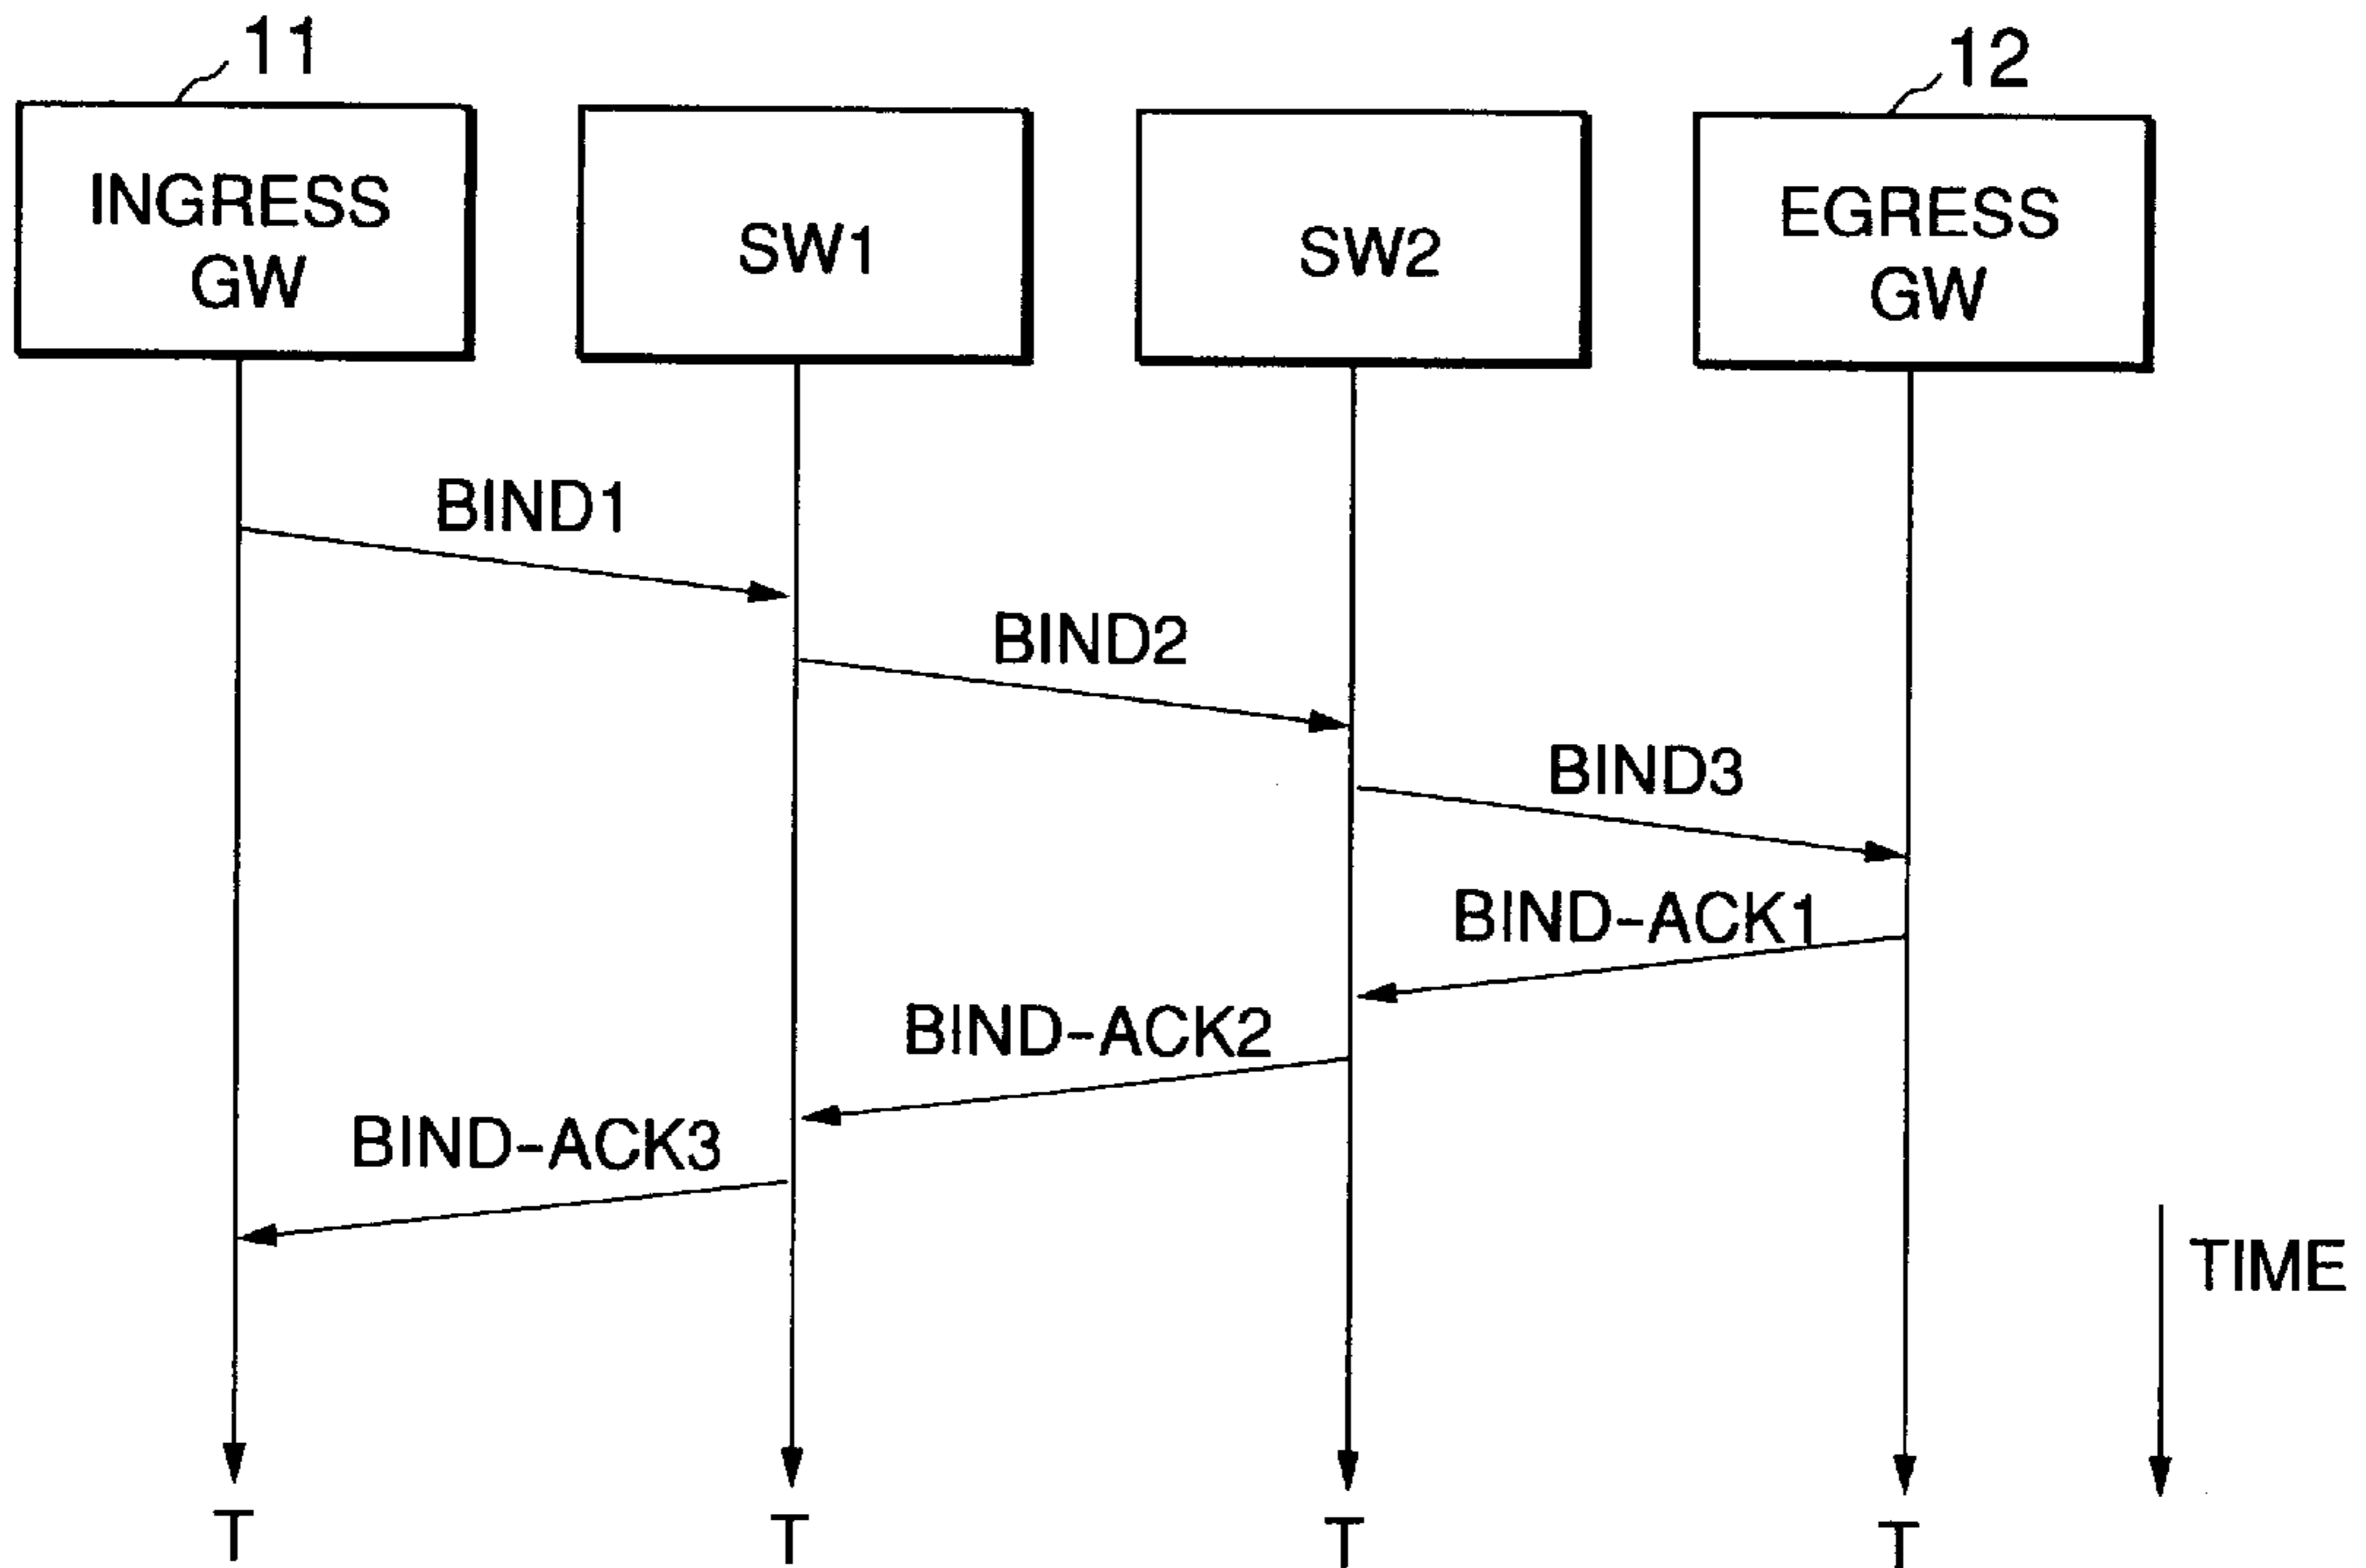 11
12
INGRESS
GW
SW1
SW2
EGRESS
GW
BIND1
BIND2
BIND3
BIND-ACK1
BIND-ACK2
BIND-ACK3
TIME
T
T
T
T